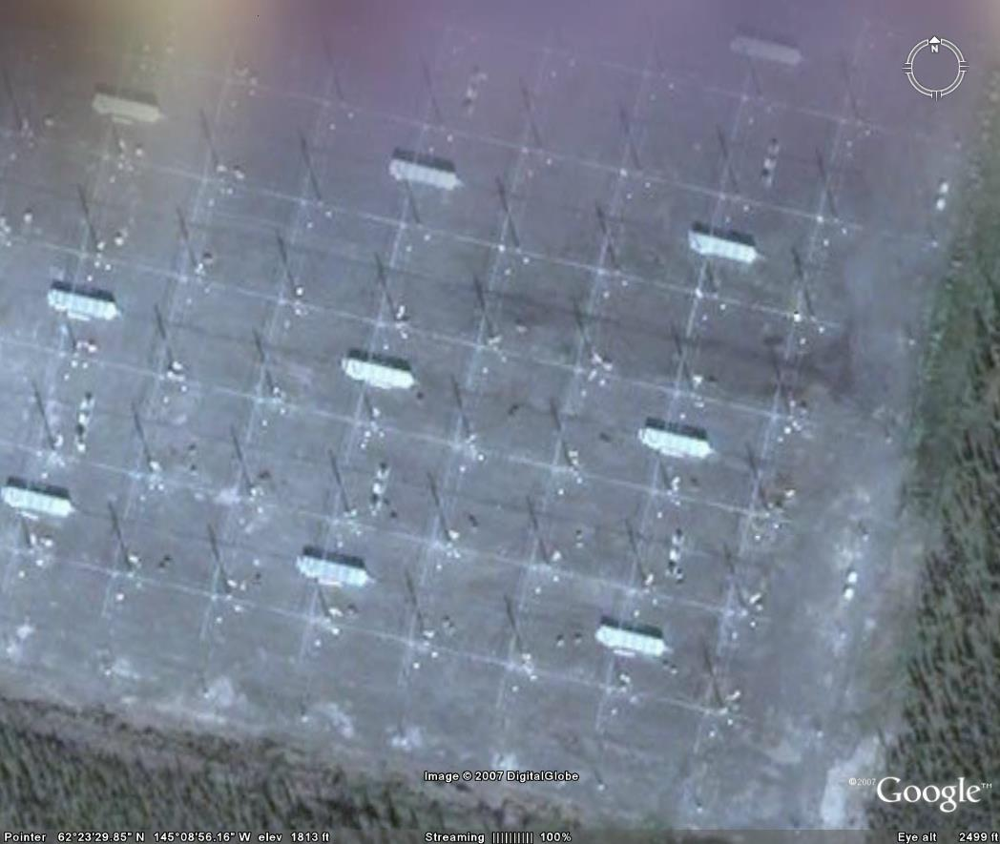 N
Image © 2007 DigitalGlobe
©2007 Google™
Pointer 62°23'29.85" N 145°08'56.16" W elev 1813 ft Streaming |||||||||| 100% Eye alt 2499 ft